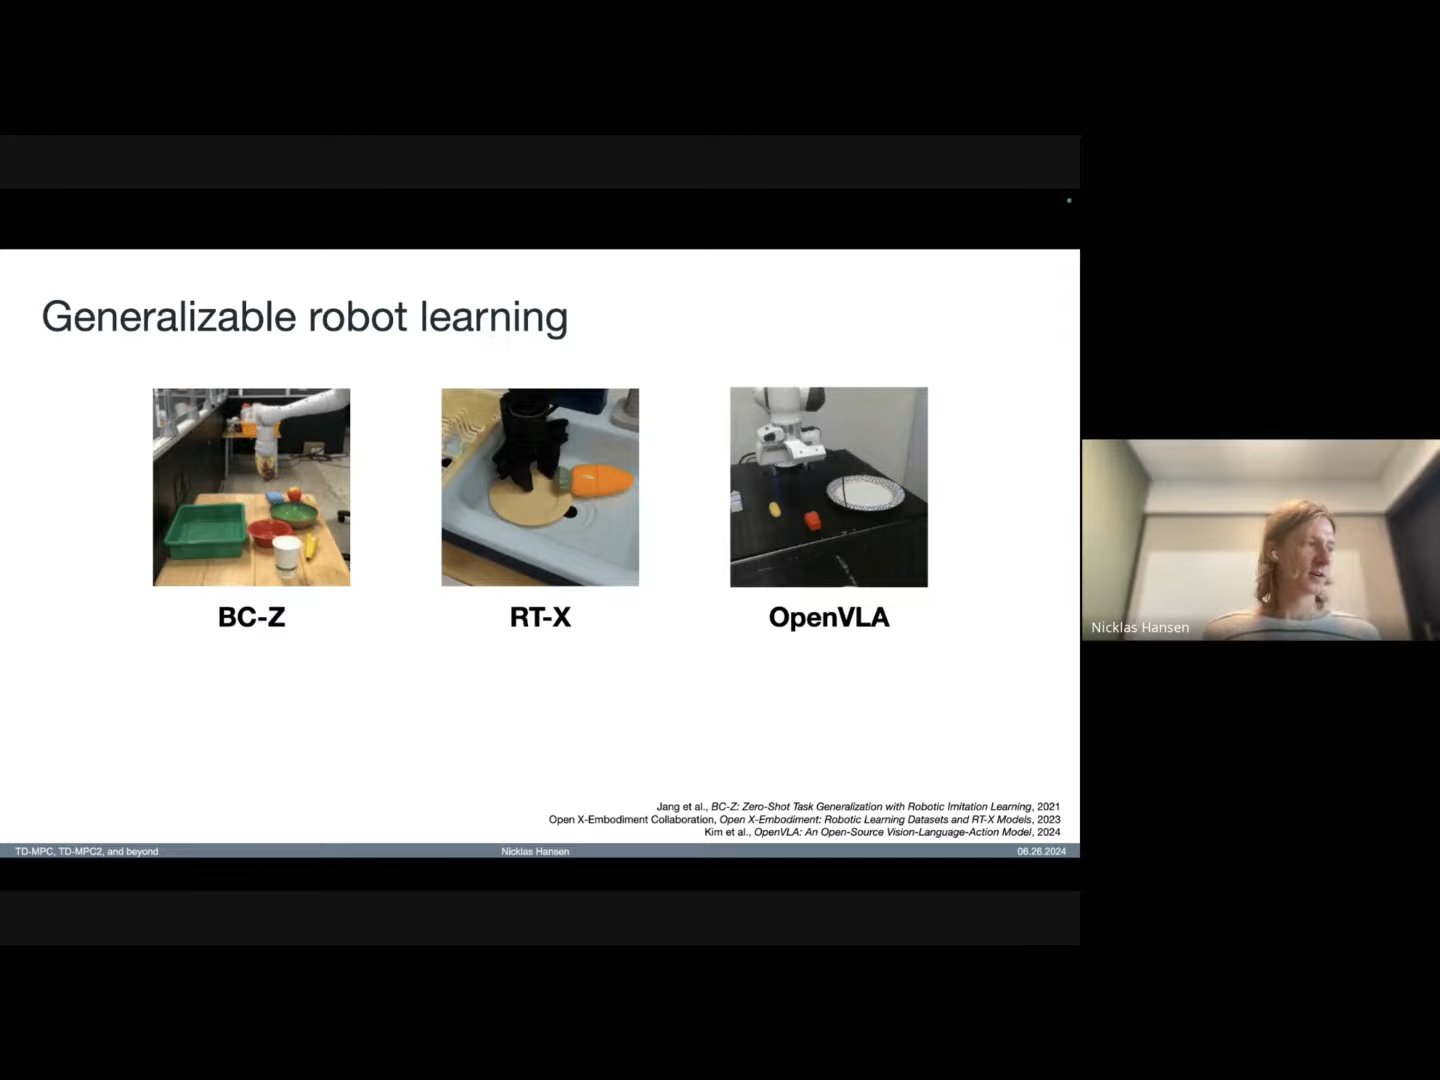 Generalizable robot learning
BC-Z
RT-X
OpenVLA
Nicklas Hansen
Jang et al., BC-Z: Zero-Shot Task Generalization with Robotic Imitation Learning, 2021
Open X-Embodiment Collaboration, Open X-Embodiment: Robotic Learning Datasets and RT-X Models, 2023
Kim et al., OpenVLA: An Open-Source Vision-Language-Action Model, 2024
TD-MPC, TD-MPC2, and beyond
Nicklas Hansen
06.26.2024